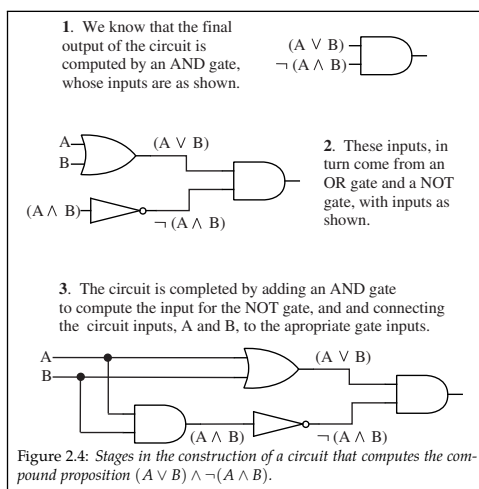 1. We know that the final
output of the circuit is
computed by an AND gate,
whose inputs are as shown.
(A ∨ B)
¬ (A ∧ B)
A
B
(A ∨ B)
(A ∧ B)
¬ (A ∧ B)
2. These inputs, in
turn come from an
OR gate and a NOT
gate, with inputs as
shown.
3. The circuit is completed by adding an AND gate
to compute the input for the NOT gate, and and connecting
the circuit inputs, A and B, to the apropriate gate inputs.
A
B
(A ∨ B)
(A ∧ B)
¬ (A ∧ B)
Figure 2.4: Stages in the construction of a circuit that computes the com-
pound proposition (A ∨ B) ∧ ¬(A ∧ B).